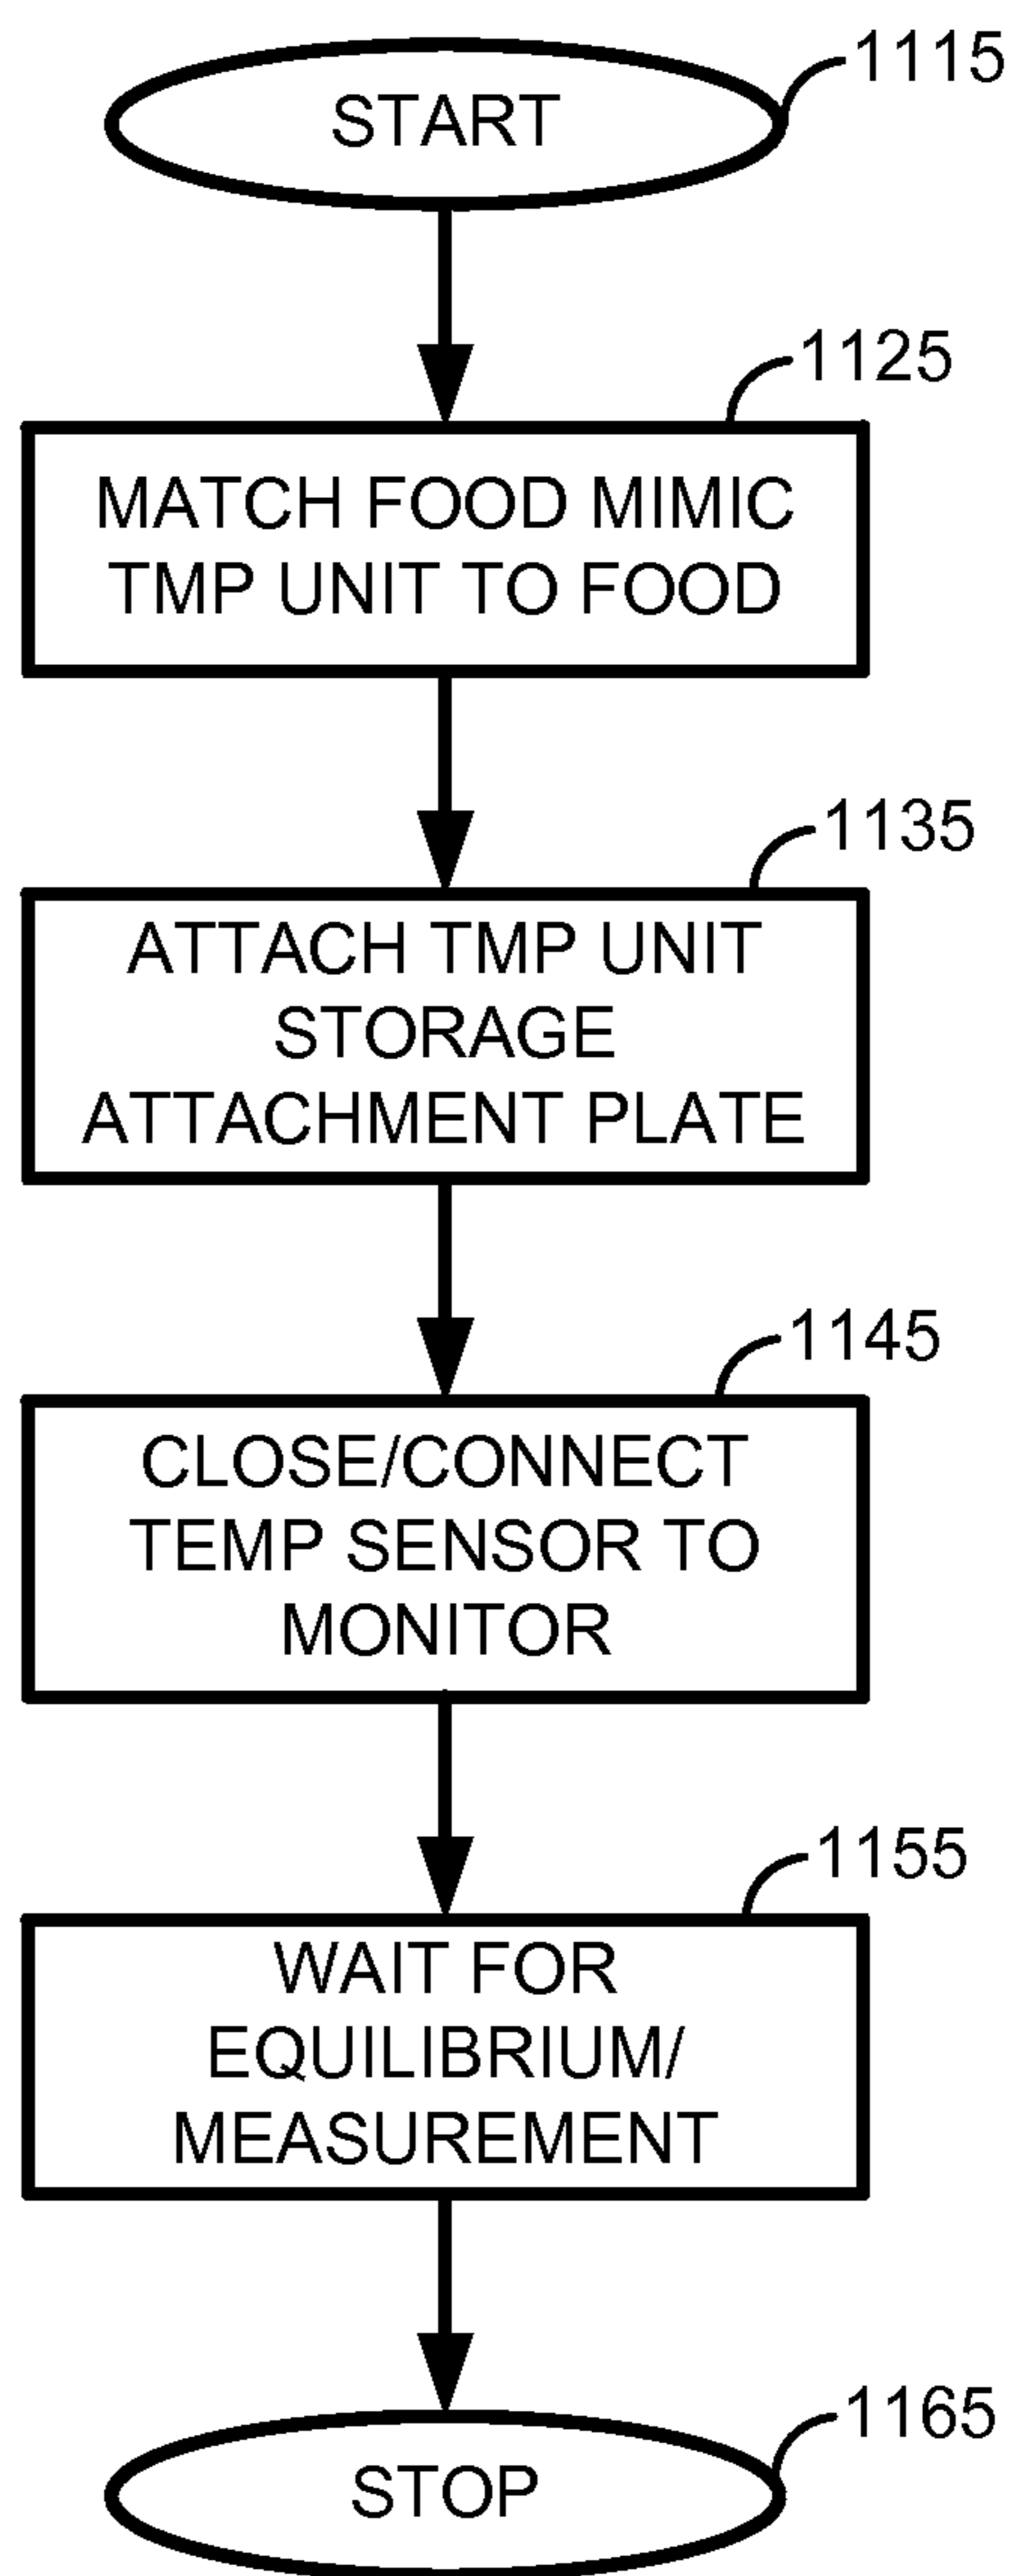 1115
START
1125
MATCH FOOD MIMIC
TMP UNIT TO FOOD
1135
ATTACH TMP UNIT
STORAGE
ATTACHMENT PLATE
1145
CLOSE/CONNECT
TEMP SENSOR TO
MONITOR
1155
WAIT FOR
EQUILIBRIUM/
MEASUREMENT
1165
STOP